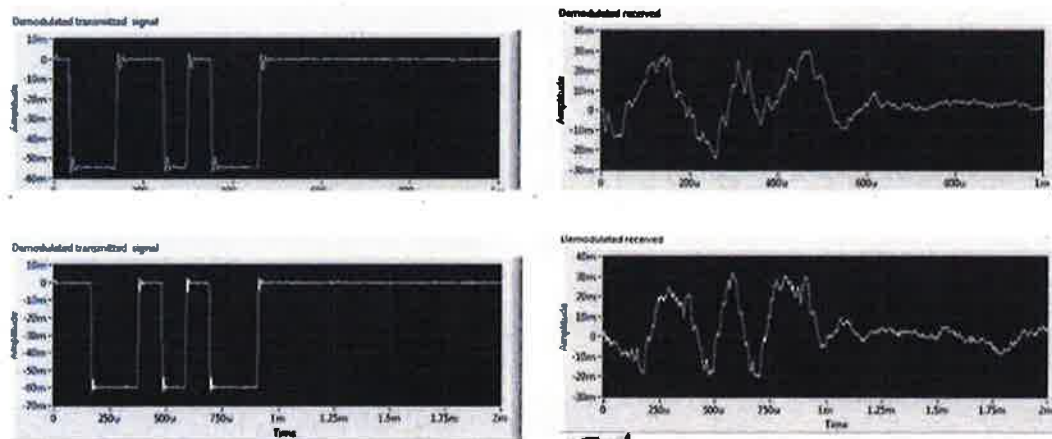 Demodulated transmitted signal
Amplitude
10m
0
-10m
-20m
-30m
-40m
-50m
-60m
Demodulated received
Amplitude
40m
30m
20m
10m
0
-10m
-20m
-30m
0 200u 400u 600u 800u 1m
Demodulated transmitted signal
Amplitude
10m
0
-10m
-20m
-30m
-40m
-50m
-60m
-70m
0 250u 500u 750u 1m 1.25m 1.5m 1.75m 2m
Time
Demodulated received
Amplitude
40m
30m
20m
10m
0
-10m
-20m
-30m
0 250u 500u 750u 1m 1.25m 1.5m 1.75m 2m
Time